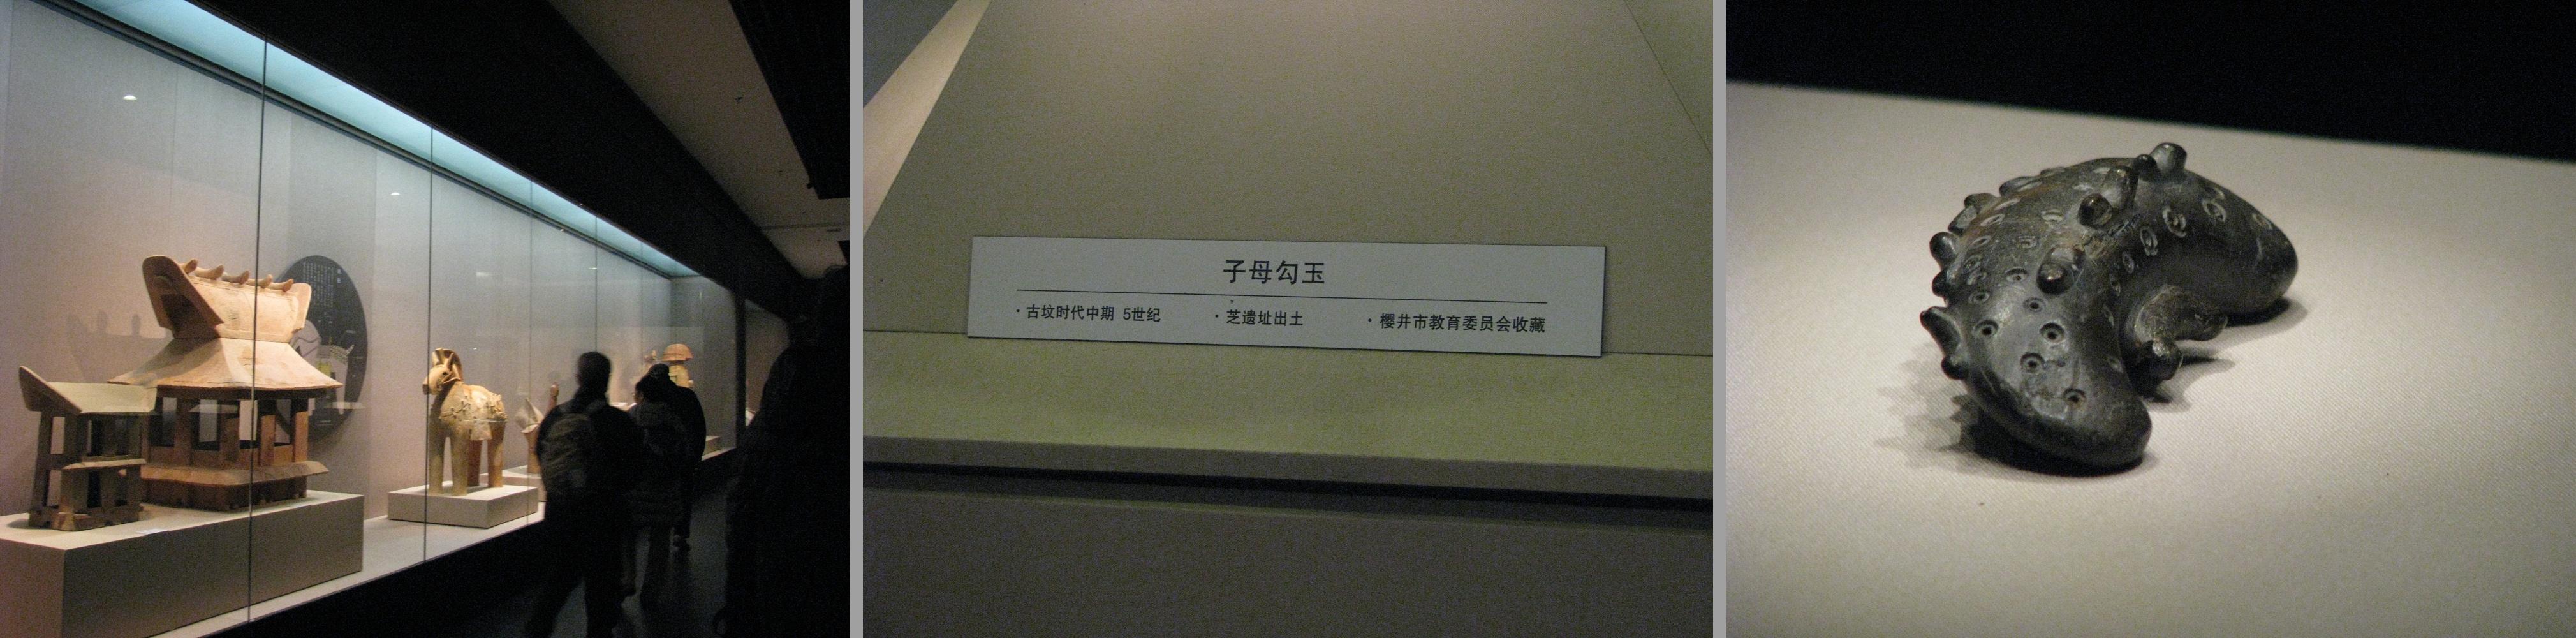 子母勾玉
·古坟时代中期 5世纪 ·芝遗址出土 ·樱井市教育委员会收藏